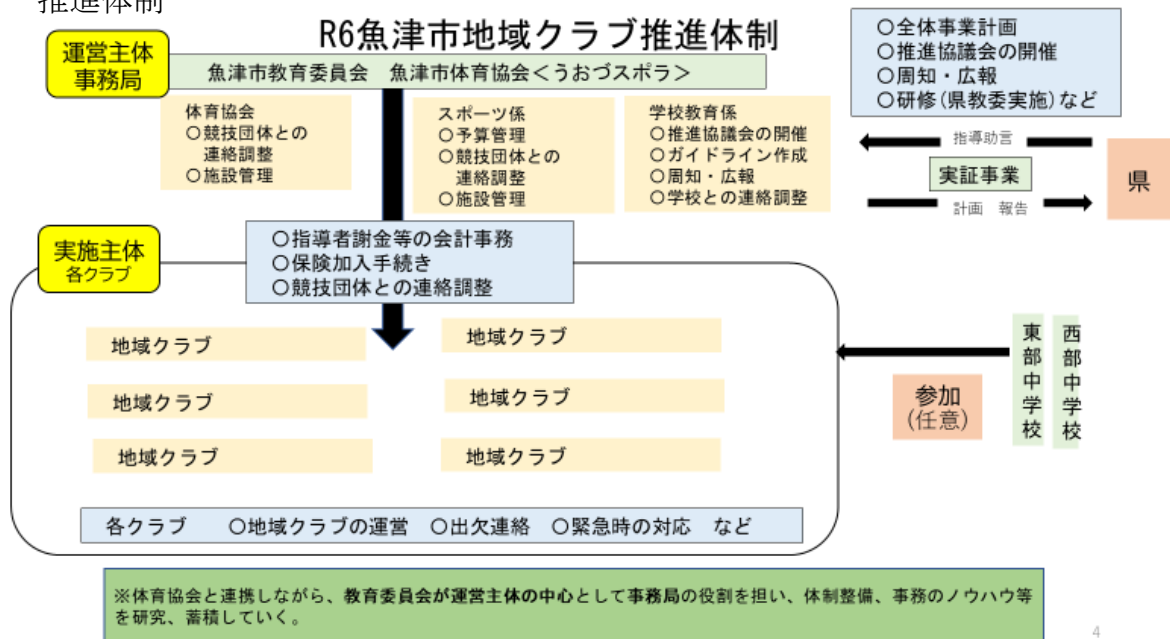 推進体制
R6魚津市地域クラブ推進体制
運営主体
事務局
魚津市教育委員会 魚津市体育協会＜うおづスポラ＞
体育協会
○競技団体との
連絡調整
○施設管理
スポーツ係
○予算管理
○競技団体との
連絡調整
○施設管理
学校教育係
○推進協議会の開催
○ガイドライン作成
○周知・広報
○学校との連絡調整
○全体事業計画
○推進協議会の開催
○周知・広報
○研修(県教委実施)など
指導助言
実証事業
計画 報告
県
実施主体
各クラブ
○指導者謝金等の会計事務
○保険加入手続き
○競技団体との連絡調整
地域クラブ
地域クラブ
地域クラブ
地域クラブ
地域クラブ
地域クラブ
各クラブ ○地域クラブの運営 ○出欠連絡 ○緊急時の対応 など
参加
(任意)
東部中学校
西部中学校
※体育協会と連携しながら、教育委員会が運営主体の中心として事務局の役割を担い、体制整備、事務のノウハウ等
を研究、蓄積していく。
4